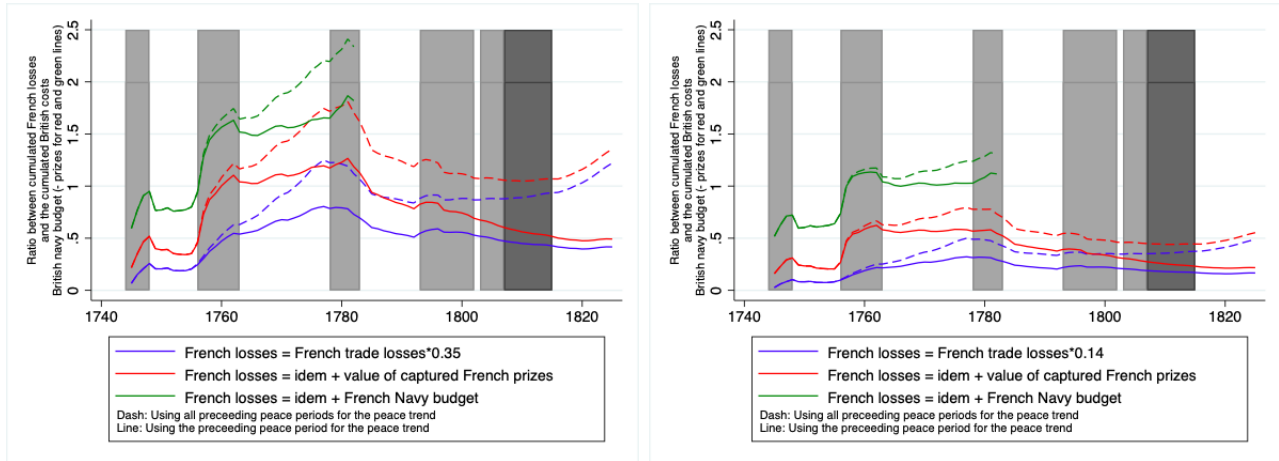 Ratio between cumulated French losses
and the cumulated British costs
British navy budget (- prizes for red and green lines)
2.5
2
1.5
1
.5
0
1740
1760
1780
1800
1820
French losses = French trade losses*0.35
French losses = idem + value of captured French prizes
French losses = idem + French Navy budget
Dash: Using all preceeding peace periods for the peace trend
Line: Using the preceeding peace period for the peace trend
Ratio between cumulated French losses
and the cumulated British costs
British navy budget (- prizes for red and green lines)
2.5
2
1.5
1
.5
0
1740
1760
1780
1800
1820
French losses = French trade losses*0.14
French losses = idem + value of captured French prizes
French losses = idem + French Navy budget
Dash: Using all preceeding peace periods for the peace trend
Line: Using the preceeding peace period for the peace trend